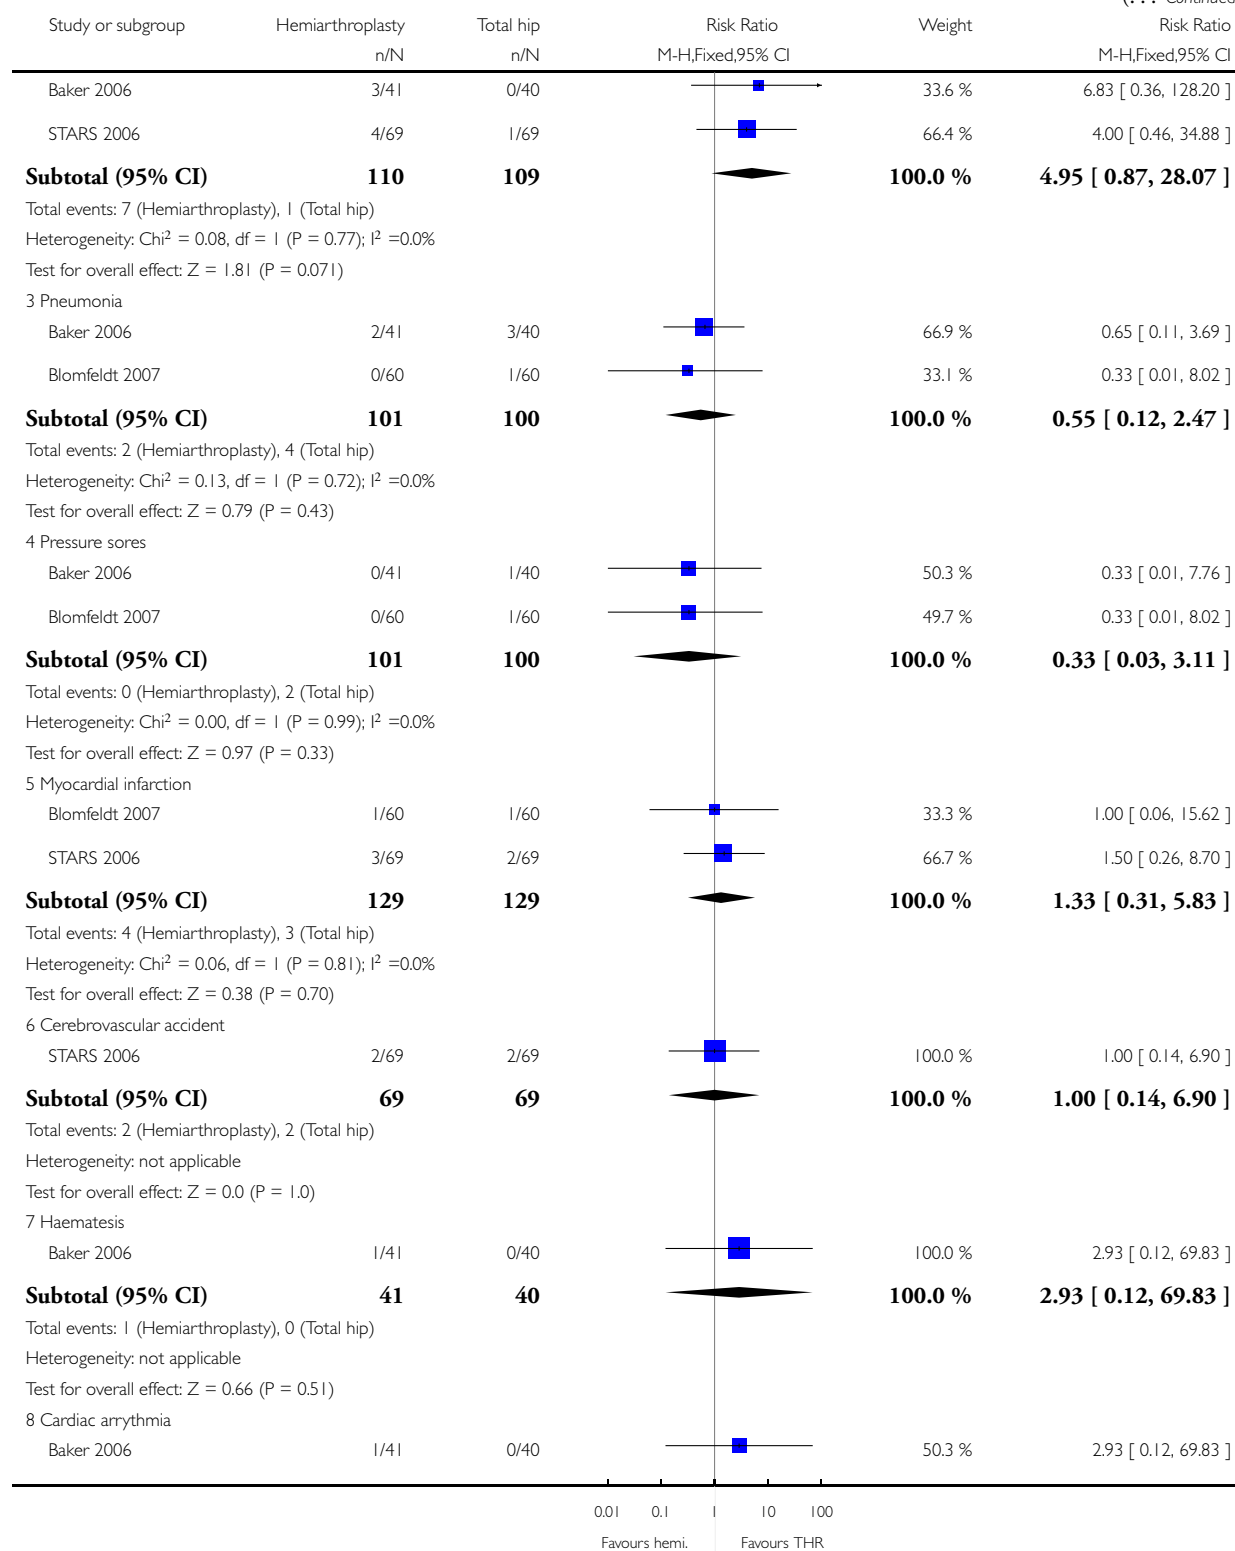 (. . . Continued
Study or subgroup Hemiarthroplasty Total hip Risk Ratio Weight Risk Ratio
n/N n/N M-H,Fixed,95% CI M-H,Fixed,95% CI
Baker 2006 3/41 0/40 33.6 % 6.83 [ 0.36, 128.20 ]
STARS 2006 4/69 1/69 66.4 % 4.00 [ 0.46, 34.88 ]
Subtotal (95% CI) 110 109 100.0 % 4.95 [ 0.87, 28.07 ]
Total events: 7 (Hemiarthroplasty), 1 (Total hip)
Heterogeneity: Chi² = 0.08, df = 1 (P = 0.77); I² =0.0%
Test for overall effect: Z = 1.81 (P = 0.071)
3 Pneumonia
Baker 2006 2/41 3/40 66.9 % 0.65 [ 0.11, 3.69 ]
Blomfeldt 2007 0/60 1/60 33.1 % 0.33 [ 0.01, 8.02 ]
Subtotal (95% CI) 101 100 100.0 % 0.55 [ 0.12, 2.47 ]
Total events: 2 (Hemiarthroplasty), 4 (Total hip)
Heterogeneity: Chi² = 0.13, df = 1 (P = 0.72); I² =0.0%
Test for overall effect: Z = 0.79 (P = 0.43)
4 Pressure sores
Baker 2006 0/41 1/40 50.3 % 0.33 [ 0.01, 7.76 ]
Blomfeldt 2007 0/60 1/60 49.7 % 0.33 [ 0.01, 8.02 ]
Subtotal (95% CI) 101 100 100.0 % 0.33 [ 0.03, 3.11 ]
Total events: 0 (Hemiarthroplasty), 2 (Total hip)
Heterogeneity: Chi² = 0.00, df = 1 (P = 0.99); I² =0.0%
Test for overall effect: Z = 0.97 (P = 0.33)
5 Myocardial infarction
Blomfeldt 2007 1/60 1/60 33.3 % 1.00 [ 0.06, 15.62 ]
STARS 2006 3/69 2/69 66.7 % 1.50 [ 0.26, 8.70 ]
Subtotal (95% CI) 129 129 100.0 % 1.33 [ 0.31, 5.83 ]
Total events: 4 (Hemiarthroplasty), 3 (Total hip)
Heterogeneity: Chi² = 0.06, df = 1 (P = 0.81); I² =0.0%
Test for overall effect: Z = 0.38 (P = 0.70)
6 Cerebrovascular accident
STARS 2006 2/69 2/69 100.0 % 1.00 [ 0.14, 6.90 ]
Subtotal (95% CI) 69 69 100.0 % 1.00 [ 0.14, 6.90 ]
Total events: 2 (Hemiarthroplasty), 2 (Total hip)
Heterogeneity: not applicable
Test for overall effect: Z = 0.0 (P = 1.0)
7 Haematesis
Baker 2006 1/41 0/40 100.0 % 2.93 [ 0.12, 69.83 ]
Subtotal (95% CI) 41 40 100.0 % 2.93 [ 0.12, 69.83 ]
Total events: 1 (Hemiarthroplasty), 0 (Total hip)
Heterogeneity: not applicable
Test for overall effect: Z = 0.66 (P = 0.51)
8 Cardiac arrythmia
Baker 2006 1/41 0/40 50.3 % 2.93 [ 0.12, 69.83 ]
0.01 0.1 1 10 100
Favours hemi. Favours THR